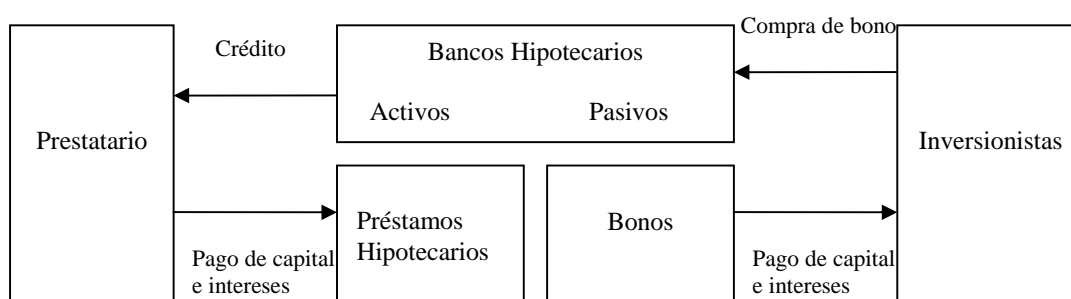 Compra de bono
Crédito
Bancos Hipotecarios
Activos Pasivos
Prestatario
Inversionistas
Préstamos
Hipotecarios
Bonos
Pago de capital
e intereses
Pago de capital
e intereses